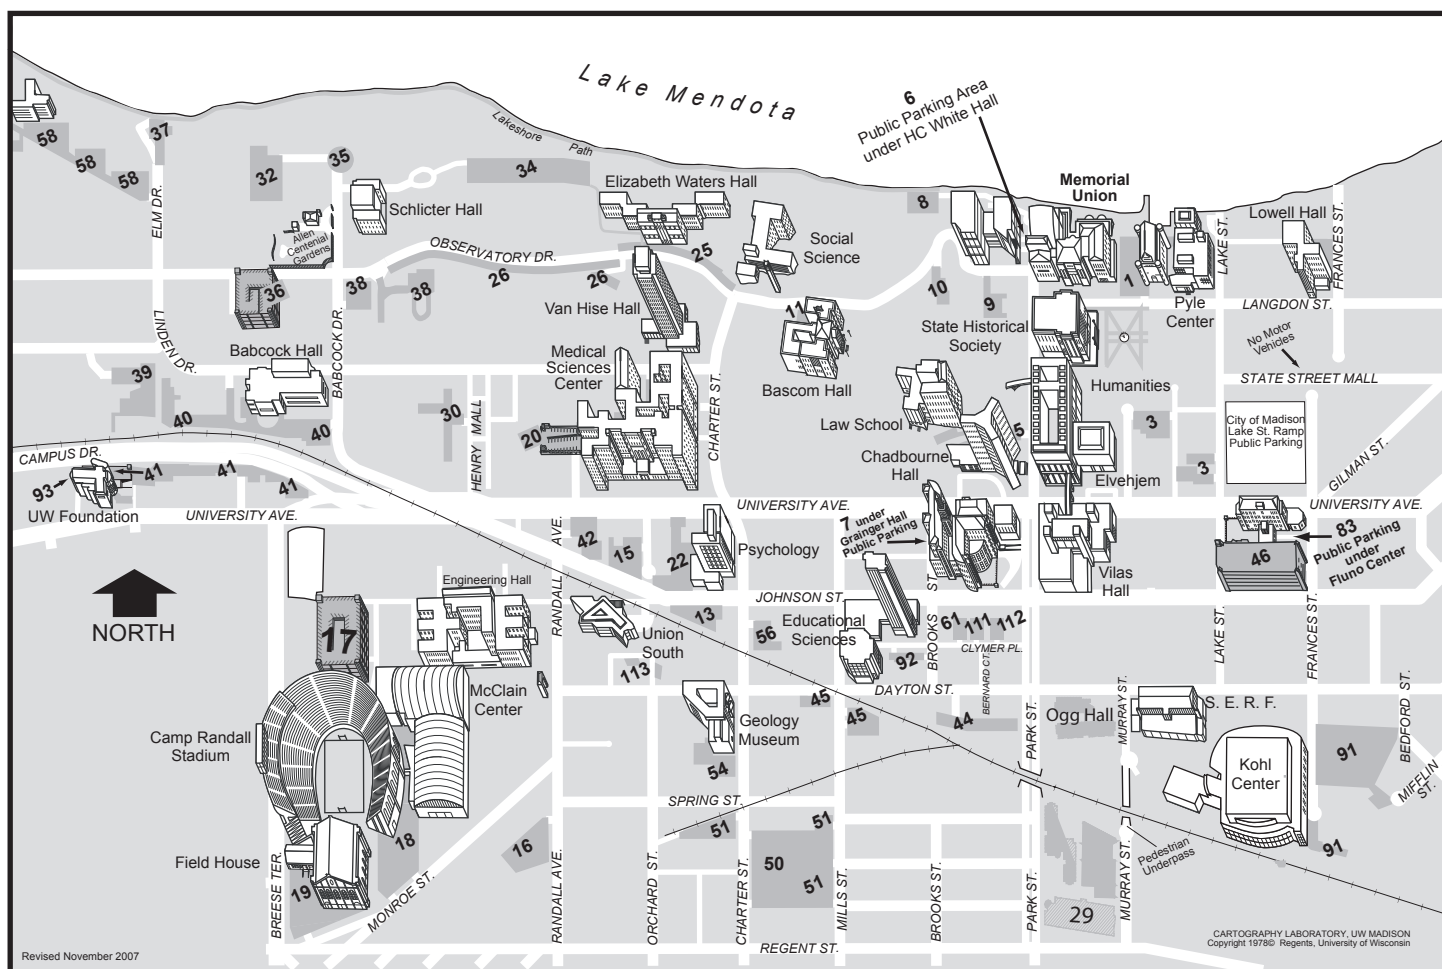 Lake Mendota
6
Public Parking Area
under HC White Hall
Lakeshore
Path
58
58
58
37
32
35
34
Elizabeth Waters Hall
8
Memorial
Union
Lowell Hall
FRANCES ST.
LAKE ST.
ELM DR.
Schlicter Hall
Allen
Centenial
Gardens
OBSERVATORY DR.
25
Social
Science
36
38
38
26
26
10
9
1
Pyle
Center
LANGDON ST.
Van Hise Hall
11
State Historical
Society
No Motor
Vehicles
LINDEN DR.
BABCOCK DR.
Babcock Hall
Medical
Sciences
Center
Bascom Hall
Humanities
STATE STREET MALL
39
40
40
30
HENRY MALL
20
CHARTER ST.
Law School
5
3
City of Madison
Lake St. Ramp
Public Parking
GILMAN ST.
Chadbourne
Hall
3
Elvehjem
CAMPUS DR.
93
41
41
41
UW Foundation
UNIVERSITY AVE.
UNIVERSITY AVE.
UNIVERSITY AVE.
7 under
Grainger Hall
Public Parking
RANDALL AVE.
42
15
22
Psychology
46
83
Public Parking
under
Fluno Center
Vilas
Hall
NORTH
Engineering Hall
JOHNSON ST.
17
Union
South
13
56
Educational
Sciences
BROOKS ST.
61
111
112
CLYMER PL.
92
LAKE ST.
FRANCES ST.
113
McClain
Center
DAYTON ST.
BERNARD CT.
45
45
44
Ogg Hall
MURRAY ST.
S. E. R. F.
BEDFORD ST.
PARK ST.
Camp Randall
Stadium
Geology
Museum
54
Kohl
Center
91
MIFFLIN
ST.
SPRING ST.
51
51
18
16
50
51
Pedestrian
Underpass
91
Field House
19
BREESE TER.
MONROE ST.
RANDALL AVE.
ORCHARD ST.
CHARTER ST.
MILLS ST.
BROOKS ST.
PARK ST.
29
MURRAY ST.
REGENT ST.
Revised November 2007
CARTOGRAPHY LABORATORY, UW MADISON
Copyright 1978© Regents, University of Wisconsin